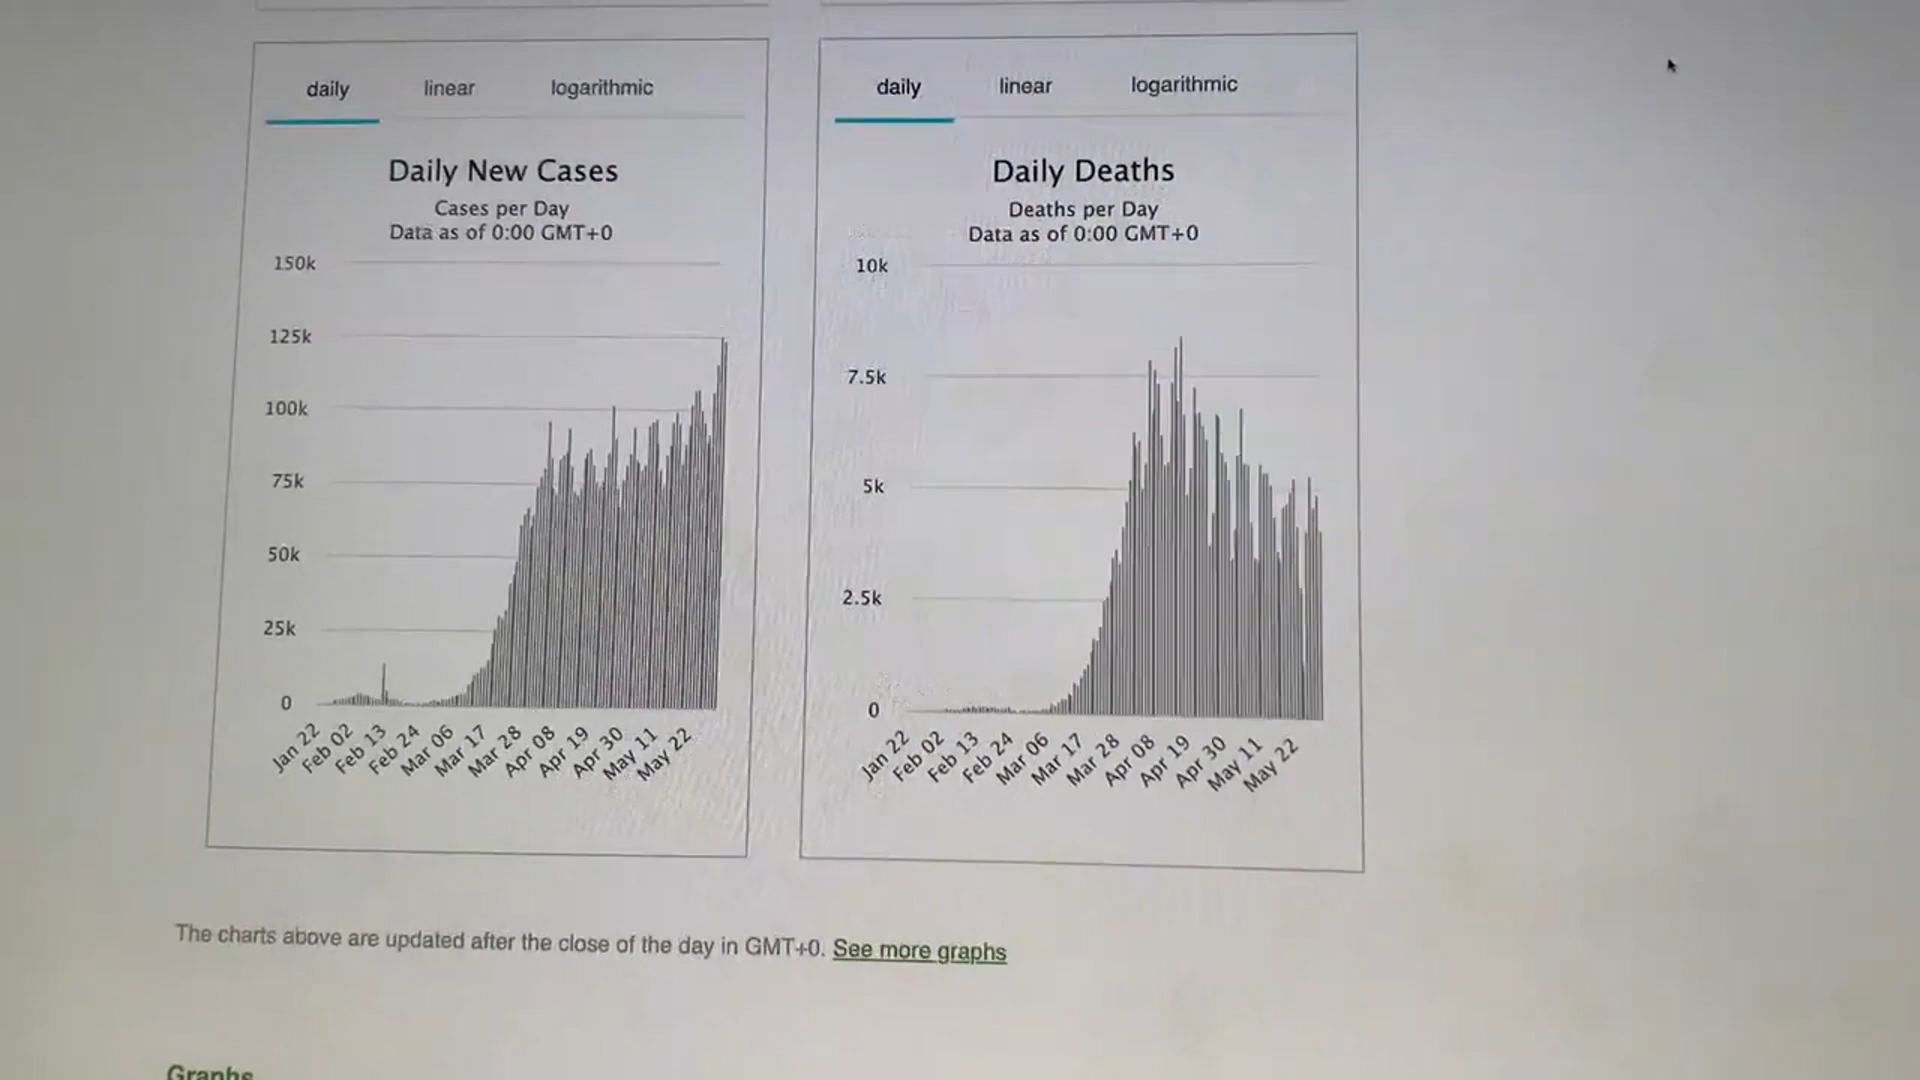 daily linear logarithmic
Daily New Cases
Cases per Day
Data as of 0:00 GMT+0
150k
125k
100k
75k
50k
25k
0
Jan 22
Feb 02
Feb 13
Feb 24
Mar 06
Mar 17
Mar 28
Apr 08
Apr 19
Apr 30
May 11
May 22
daily linear logarithmic
Daily Deaths
Deaths per Day
Data as of 0:00 GMT+0
10k
7.5k
5k
2.5k
0
Jan 22
Feb 02
Feb 13
Feb 24
Mar 06
Mar 17
Mar 28
Apr 08
Apr 19
Apr 30
May 11
May 22
The charts above are updated after the close of the day in GMT+0. See more graphs
Graphs